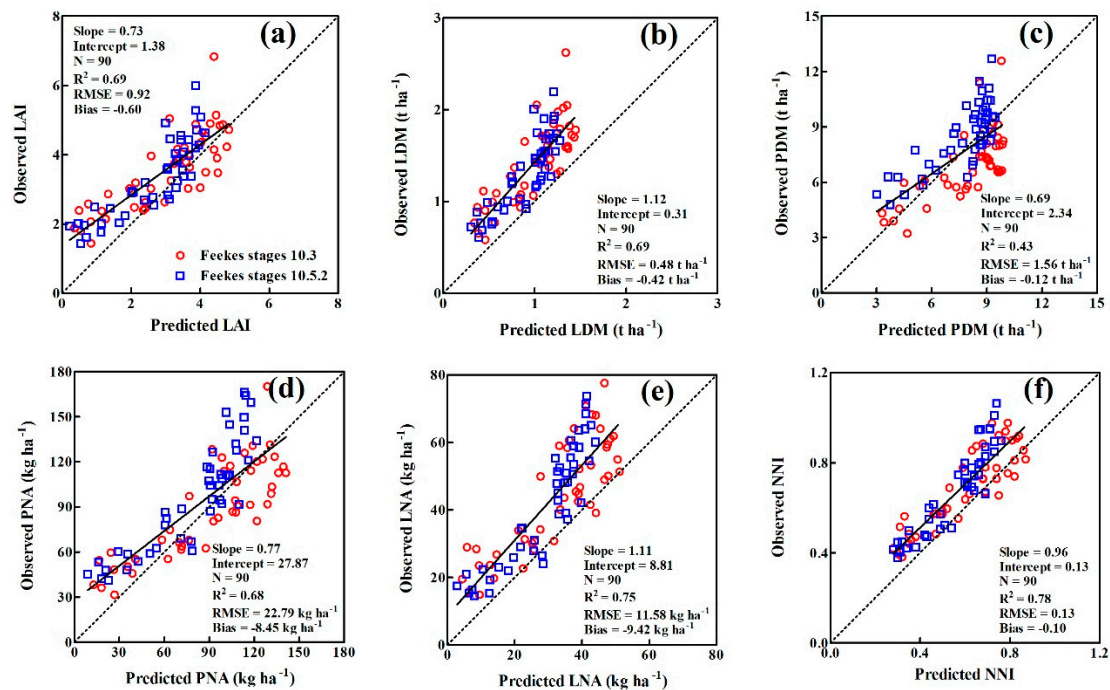 (a)
Slope = 0.73
Intercept = 1.38
N = 90
R² = 0.69
RMSE = 0.92
Bias = -0.60
Feekes stages 10.3
Feekes stages 10.5.2
Observed LAI
8
6
4
2
0
0 2 4 6 8
Predicted LAI
(b)
Slope = 1.12
Intercept = 0.31
N = 90
R² = 0.69
RMSE = 0.48 t ha⁻¹
Bias = -0.42 t ha⁻¹
Observed LDM (t ha⁻¹)
3
2
1
0
0 1 2 3
Predicted LDM (t ha⁻¹)
(c)
Slope = 0.69
Intercept = 2.34
N = 90
R² = 0.43
RMSE = 1.56 t ha⁻¹
Bias = -0.12 t ha⁻¹
Observed PDM (t ha⁻¹)
15
12
9
6
3
0
0 3 6 9 12 15
Predicted PDM (t ha⁻¹)
(d)
Slope = 0.77
Intercept = 27.87
N = 90
R² = 0.68
RMSE = 22.79 kg ha⁻¹
Bias = -8.45 kg ha⁻¹
Observed PNA (kg ha⁻¹)
180
150
120
90
60
30
0
0 30 60 90 120 150 180
Predicted PNA (kg ha⁻¹)
(e)
Slope = 1.11
Intercept = 8.81
N = 90
R² = 0.75
RMSE = 11.58 kg ha⁻¹
Bias = -9.42 kg ha⁻¹
Observed LNA (kg ha⁻¹)
80
60
40
20
0
0 20 40 60 80
Predicted LNA (kg ha⁻¹)
(f)
Slope = 0.96
Intercept = 0.13
N = 90
R² = 0.78
RMSE = 0.13
Bias = -0.10
Observed NNI
1.2
0.8
0.4
0.0
0.0 0.4 0.8 1.2
Predicted NNI